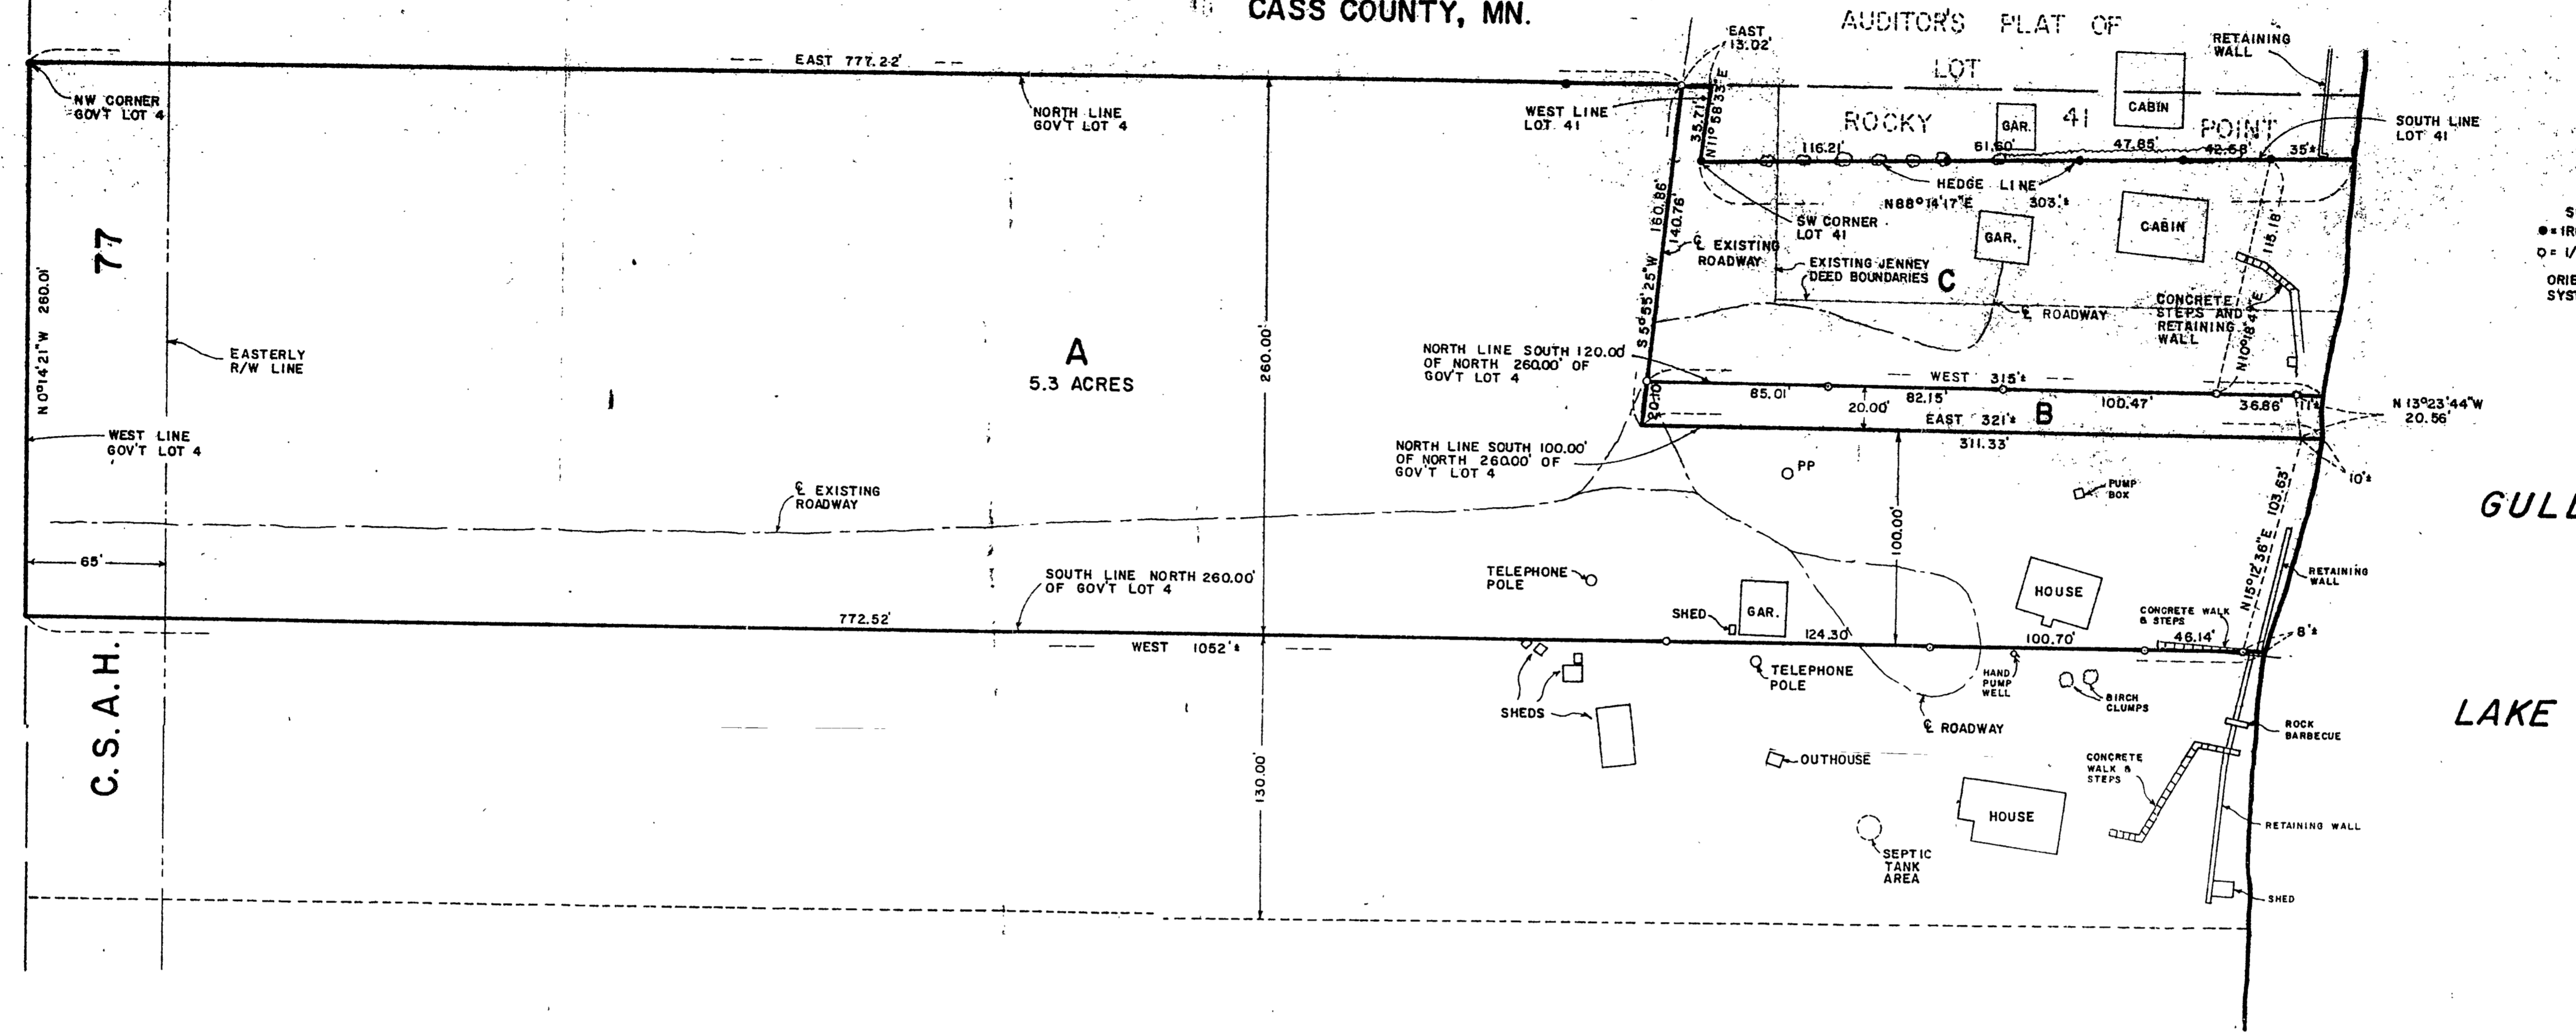 CASS COUNTY, MN.
AUDITOR'S PLAT OF
LOT
ROCKY 41 POINT
EAST
13.02'
RETAINING
WALL
EAST 777.22'
NW CORNER
GOV'T LOT 4
NORTH LINE
GOV'T LOT 4
WEST LINE
LOT 41
35.71'
N11°58'33"E
GAR.
CABIN
SOUTH LINE
LOT 41
116.21'
61.60'
47.85'
42.58'
35'±
HEDGE LINE
N88°14'17"E 303'±
SW CORNER
LOT 41
160.86'
140.76'
S 5°55'25"W
℄ EXISTING
ROADWAY
GAR.
CABIN
115.18'
EXISTING JENNEY
DEED BOUNDARIES
C
CONCRETE
STEPS AND
RETAINING
WALL
N10°18'47"E
℄ ROADWAY
77
N0°14'21"W 260.01'
EASTERLY
R/W LINE
A
5.3 ACRES
260.00'
NORTH LINE SOUTH 120.00
OF NORTH 260.00' OF
GOV'T LOT 4
WEST 315'±
85.01'
20.00'
82.15'
100.47'
36.86'
11'±
20.10'
B
EAST 321'±
311.33'
N 13°23'44"W
20.56'
WEST LINE
GOV'T LOT 4
NORTH LINE SOUTH 100.00'
OF NORTH 260.00' OF
GOV'T LOT 4
PP
PUMP
BOX
10'±
GULL
℄ EXISTING
ROADWAY
100.00'
N15°12'36"E 103.63'
65'
SOUTH LINE NORTH 260.00'
OF GOV'T LOT 4
TELEPHONE
POLE
SHED
GAR.
HOUSE
RETAINING
WALL
CONCRETE WALK
& STEPS
772.52'
124.30'
100.70'
46.14'
8'±
WEST 1052'±
C.S.A.H.
SHEDS
TELEPHONE
POLE
HAND
PUMP
WELL
BIRCH
CLUMPS
LAKE
℄ ROADWAY
ROCK
BARBECUE
130.00'
OUTHOUSE
CONCRETE
WALK &
STEPS
HOUSE
RETAINING WALL
SEPTIC
TANK
AREA
SHED